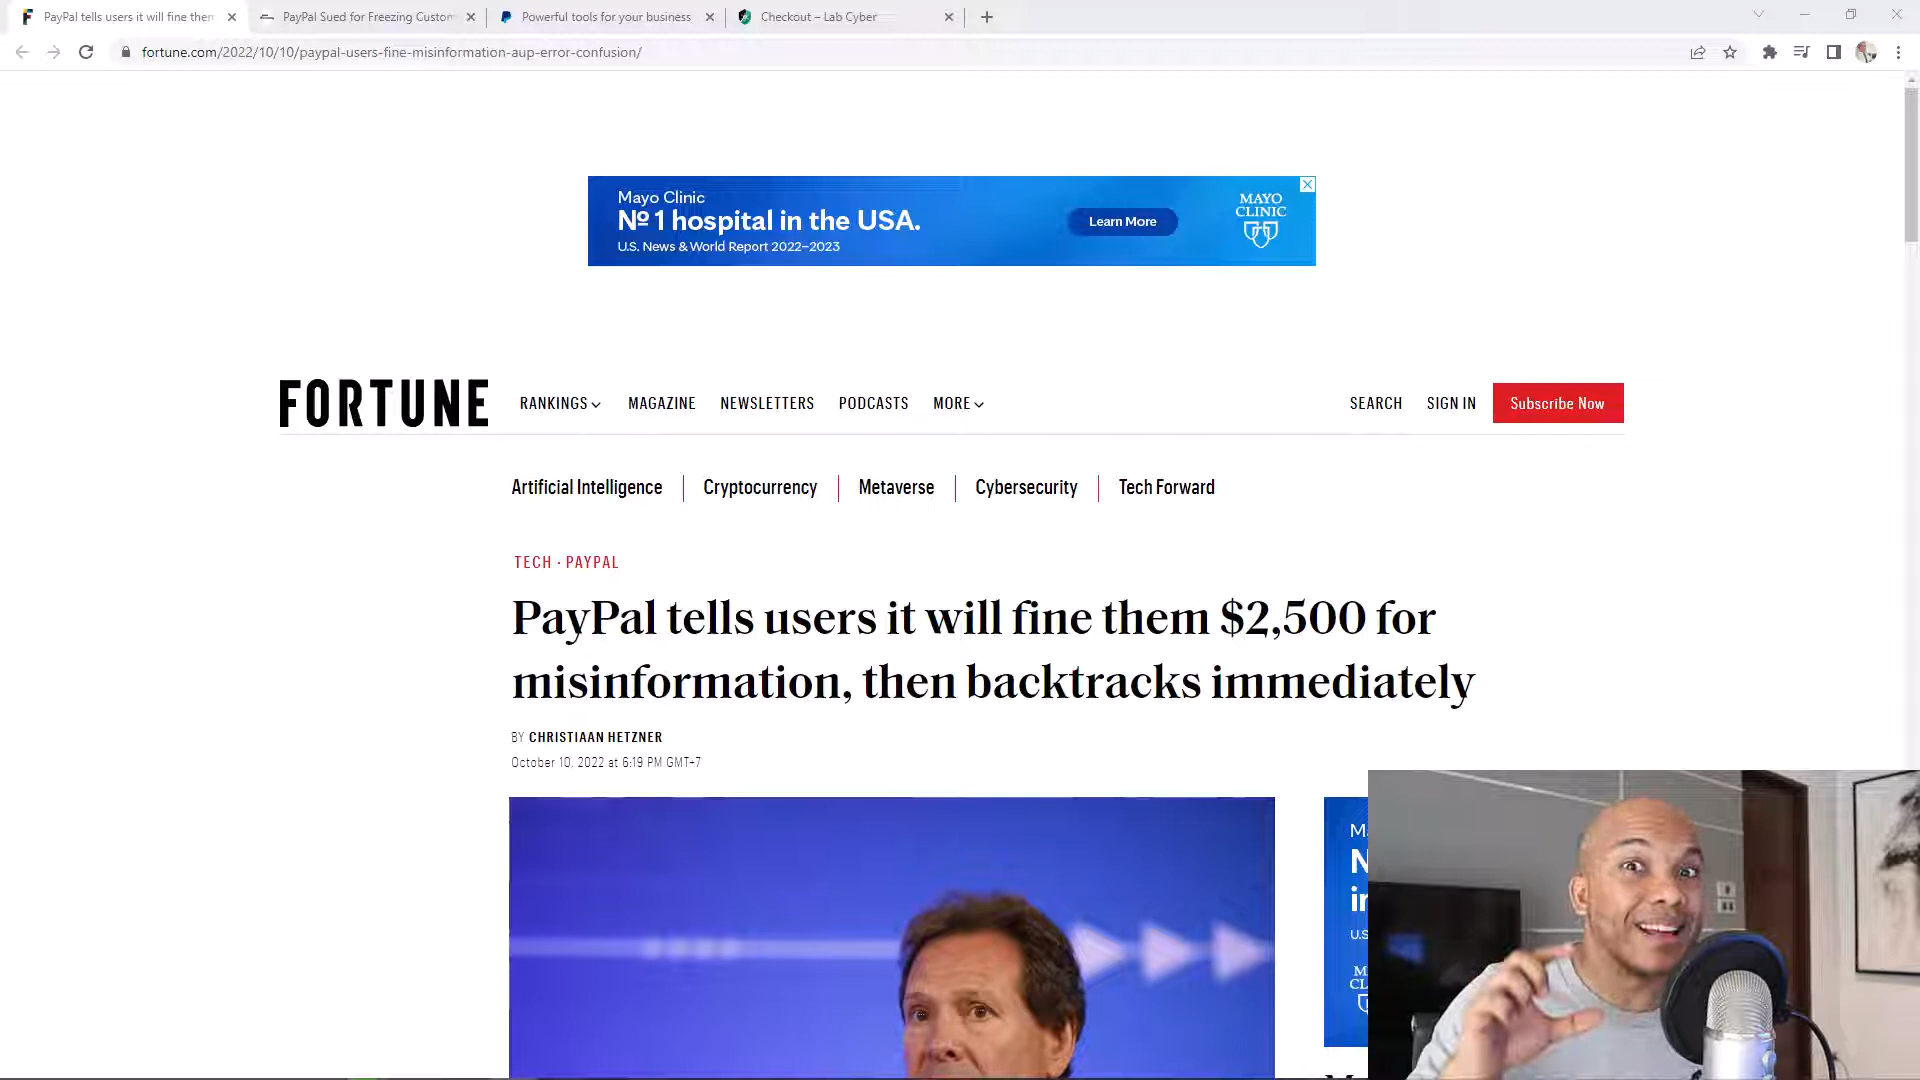 PayPal tells users it will fine them
PayPal Sued for Freezing Custom
Powerful tools for your business
Checkout – Lab Cyber
fortune.com/2022/10/10/paypal-users-fine-misinformation-aup-error-confusion/
Mayo Clinic
№ 1 hospital in the USA.
U.S. News & World Report 2022–2023
Learn More
MAYO
CLINIC
FORTUNE
RANKINGS
MAGAZINE
NEWSLETTERS
PODCASTS
MORE
SEARCH
SIGN IN
Subscribe Now
Artificial Intelligence
Cryptocurrency
Metaverse
Cybersecurity
Tech Forward
TECH · PAYPAL
PayPal tells users it will fine them $2,500 for
misinformation, then backtracks immediately
BY CHRISTIAAN HETZNER
October 10, 2022 at 6:19 PM GMT+7